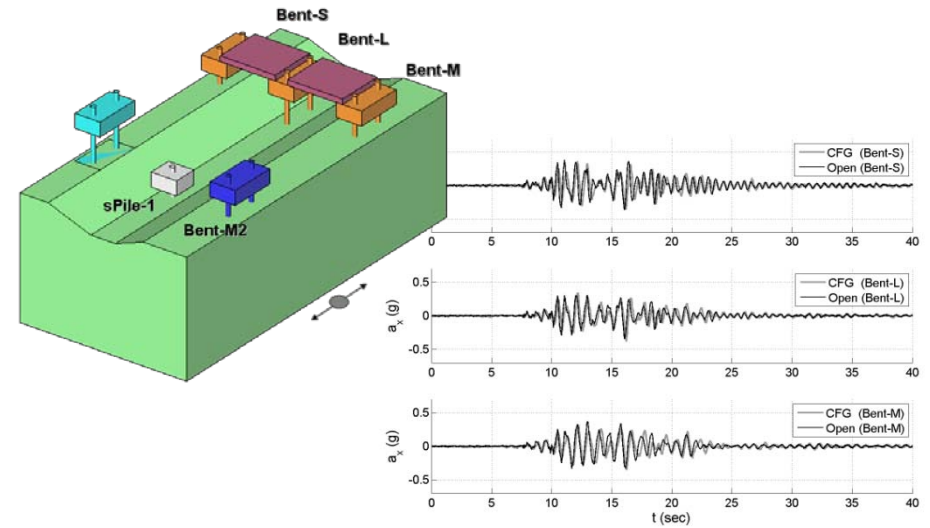 Bent-S
Bent-L
Bent-M
sPile-1
Bent-M2
CFG (Bent-S)
Open (Bent-S)
0 5 10 15 20 25 30 35 40
0.5
0
-0.5
a_x (g)
CFG (Bent-L)
Open (Bent-L)
0 5 10 15 20 25 30 35 40
0.5
0
-0.5
a_x (g)
CFG (Bent-M)
Open (Bent-M)
0 5 10 15 20 25 30 35 40
t (sec)